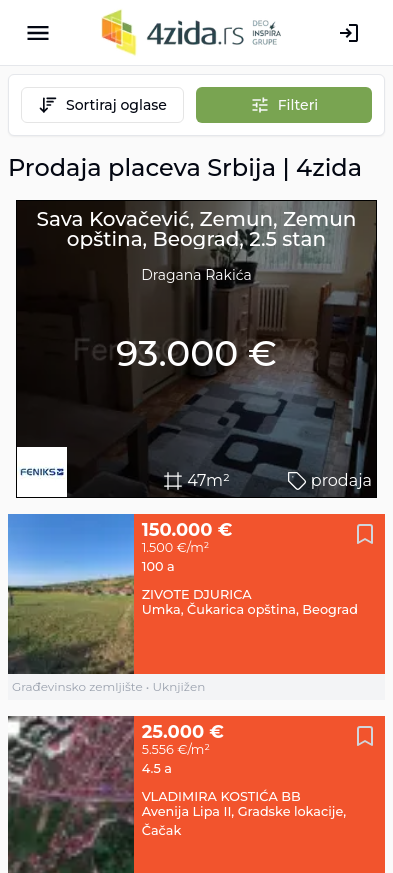 4zida.rs
DEO
INSPIRA
GRUPE
Sortiraj oglase
Filteri
Prodaja placeva Srbija | 4zida
Sava Kovačević, Zemun, Zemun
opština, Beograd, 2.5 stan
Dragana Rakića
93.000 €
FENIKS
47m²
prodaja
150.000 €
1.500 €/m²
100 a
ZIVOTE DJURICA
Umka, Čukarica opština, Beograd
Građevinsko zemljište • Uknjižen
25.000 €
5.556 €/m²
4.5 a
VLADIMIRA KOSTIĆA BB
Avenija Lipa II, Gradske lokacije,
Čačak